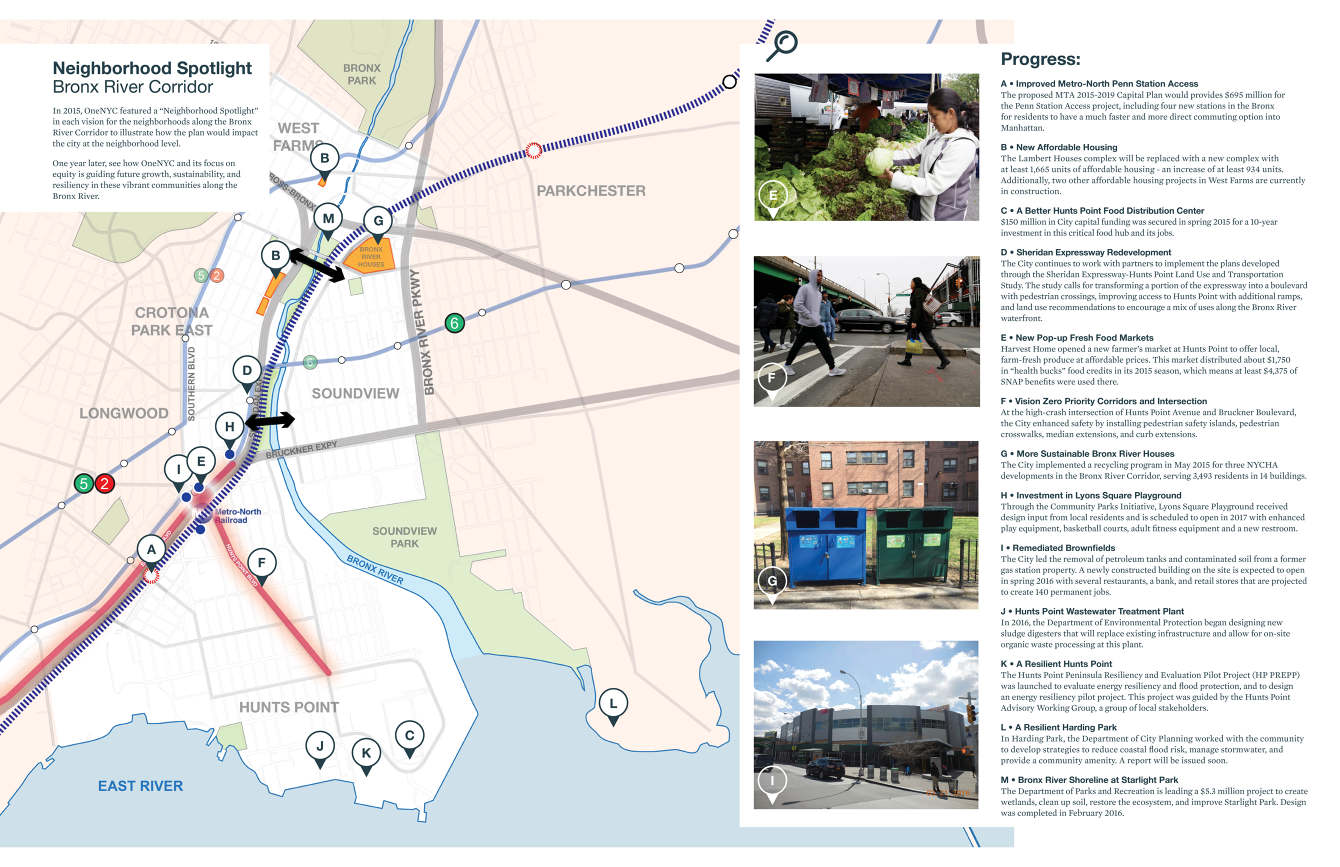 Neighborhood Spotlight
Bronx River Corridor
In 2015, OneNYC featured a “Neighborhood Spotlight”
in each vision for the neighborhoods along the Bronx
River Corridor to illustrate how the plan would impact
the city at the neighborhood level.
One year later, see how OneNYC and its focus on
equity is guiding future growth, sustainability, and
resiliency in these vibrant communities along the
Bronx River.
BRONX
PARK
WEST
FARMS
B
PARKCHESTER
M
G
B
BRONX
RIVER
HOUSES
5 2
CROTONA
PARK EAST
SOUTHERN BLVD
BRONX RIVER PKWY
6
6
D
SOUNDVIEW
LONGWOOD
H
BRUCKNER EXPY
I
E
5 2
Metro-North
Railroad
SOUNDVIEW
PARK
A
F
BRONX RIVER
HUNTS POINT
L
J
K
C
EAST RIVER
E
F
G
I
Progress:
A • Improved Metro-North Penn Station Access
The proposed MTA 2015-2019 Capital Plan would provides $695 million for
the Penn Station Access project, including four new stations in the Bronx
for residents to have a much faster and more direct commuting option into
Manhattan.
B • New Affordable Housing
The Lambert Houses complex will be replaced with a new complex with
at least 1,665 units of affordable housing - an increase of at least 934 units.
Additionally, two other affordable housing projects in West Farms are currently
in construction.
C • A Better Hunts Point Food Distribution Center
$150 million in City capital funding was secured in spring 2015 for a 10-year
investment in this critical food hub and its jobs.
D • Sheridan Expressway Redevelopment
The City continues to work with partners to implement the plans developed
through the Sheridan Expressway-Hunts Point Land Use and Transportation
Study. The study calls for transforming a portion of the expressway into a boulevard
with pedestrian crossings, improving access to Hunts Point with additional ramps,
and land use recommendations to encourage a mix of uses along the Bronx River
waterfront.
E • New Pop-up Fresh Food Markets
Harvest Home opened a new farmer’s market at Hunts Point to offer local,
farm-fresh produce at affordable prices. This market distributed about $1,750
in “health bucks” food credits in its 2015 season, which means at least $4,375 of
SNAP benefits were used there.
F • Vision Zero Priority Corridors and Intersection
At the high-crash intersection of Hunts Point Avenue and Bruckner Boulevard,
the City enhanced safety by installing pedestrian safety islands, pedestrian
crosswalks, median extensions, and curb extensions.
G • More Sustainable Bronx River Houses
The City implemented a recycling program in May 2015 for three NYCHA
developments in the Bronx River Corridor, serving 3,493 residents in 14 buildings.
H • Investment in Lyons Square Playground
Through the Community Parks Initiative, Lyons Square Playground received
design input from local residents and is scheduled to open in 2017 with enhanced
play equipment, basketball courts, adult fitness equipment and a new restroom.
I • Remediated Brownfields
The City led the removal of petroleum tanks and contaminated soil from a former
gas station property. A newly constructed building on the site is expected to open
in spring 2016 with several restaurants, a bank, and retail stores that are projected
to create 140 permanent jobs.
J • Hunts Point Wastewater Treatment Plant
In 2016, the Department of Environmental Protection began designing new
sludge digesters that will replace existing infrastructure and allow for on-site
organic waste processing at this plant.
K • A Resilient Hunts Point
The Hunts Point Peninsula Resiliency and Evaluation Pilot Project (HP PREPP)
was launched to evaluate energy resiliency and flood protection, and to design
an energy resiliency pilot project. This project was guided by the Hunts Point
Advisory Working Group, a group of local stakeholders.
L • A Resilient Harding Park
In Harding Park, the Department of City Planning worked with the community
to develop strategies to reduce coastal flood risk, manage stormwater, and
provide a community amenity. A report will be issued soon.
M • Bronx River Shoreline at Starlight Park
The Department of Parks and Recreation is leading a $5.3 million project to create
wetlands, clean up soil, restore the ecosystem, and improve Starlight Park. Design
was completed in February 2016.